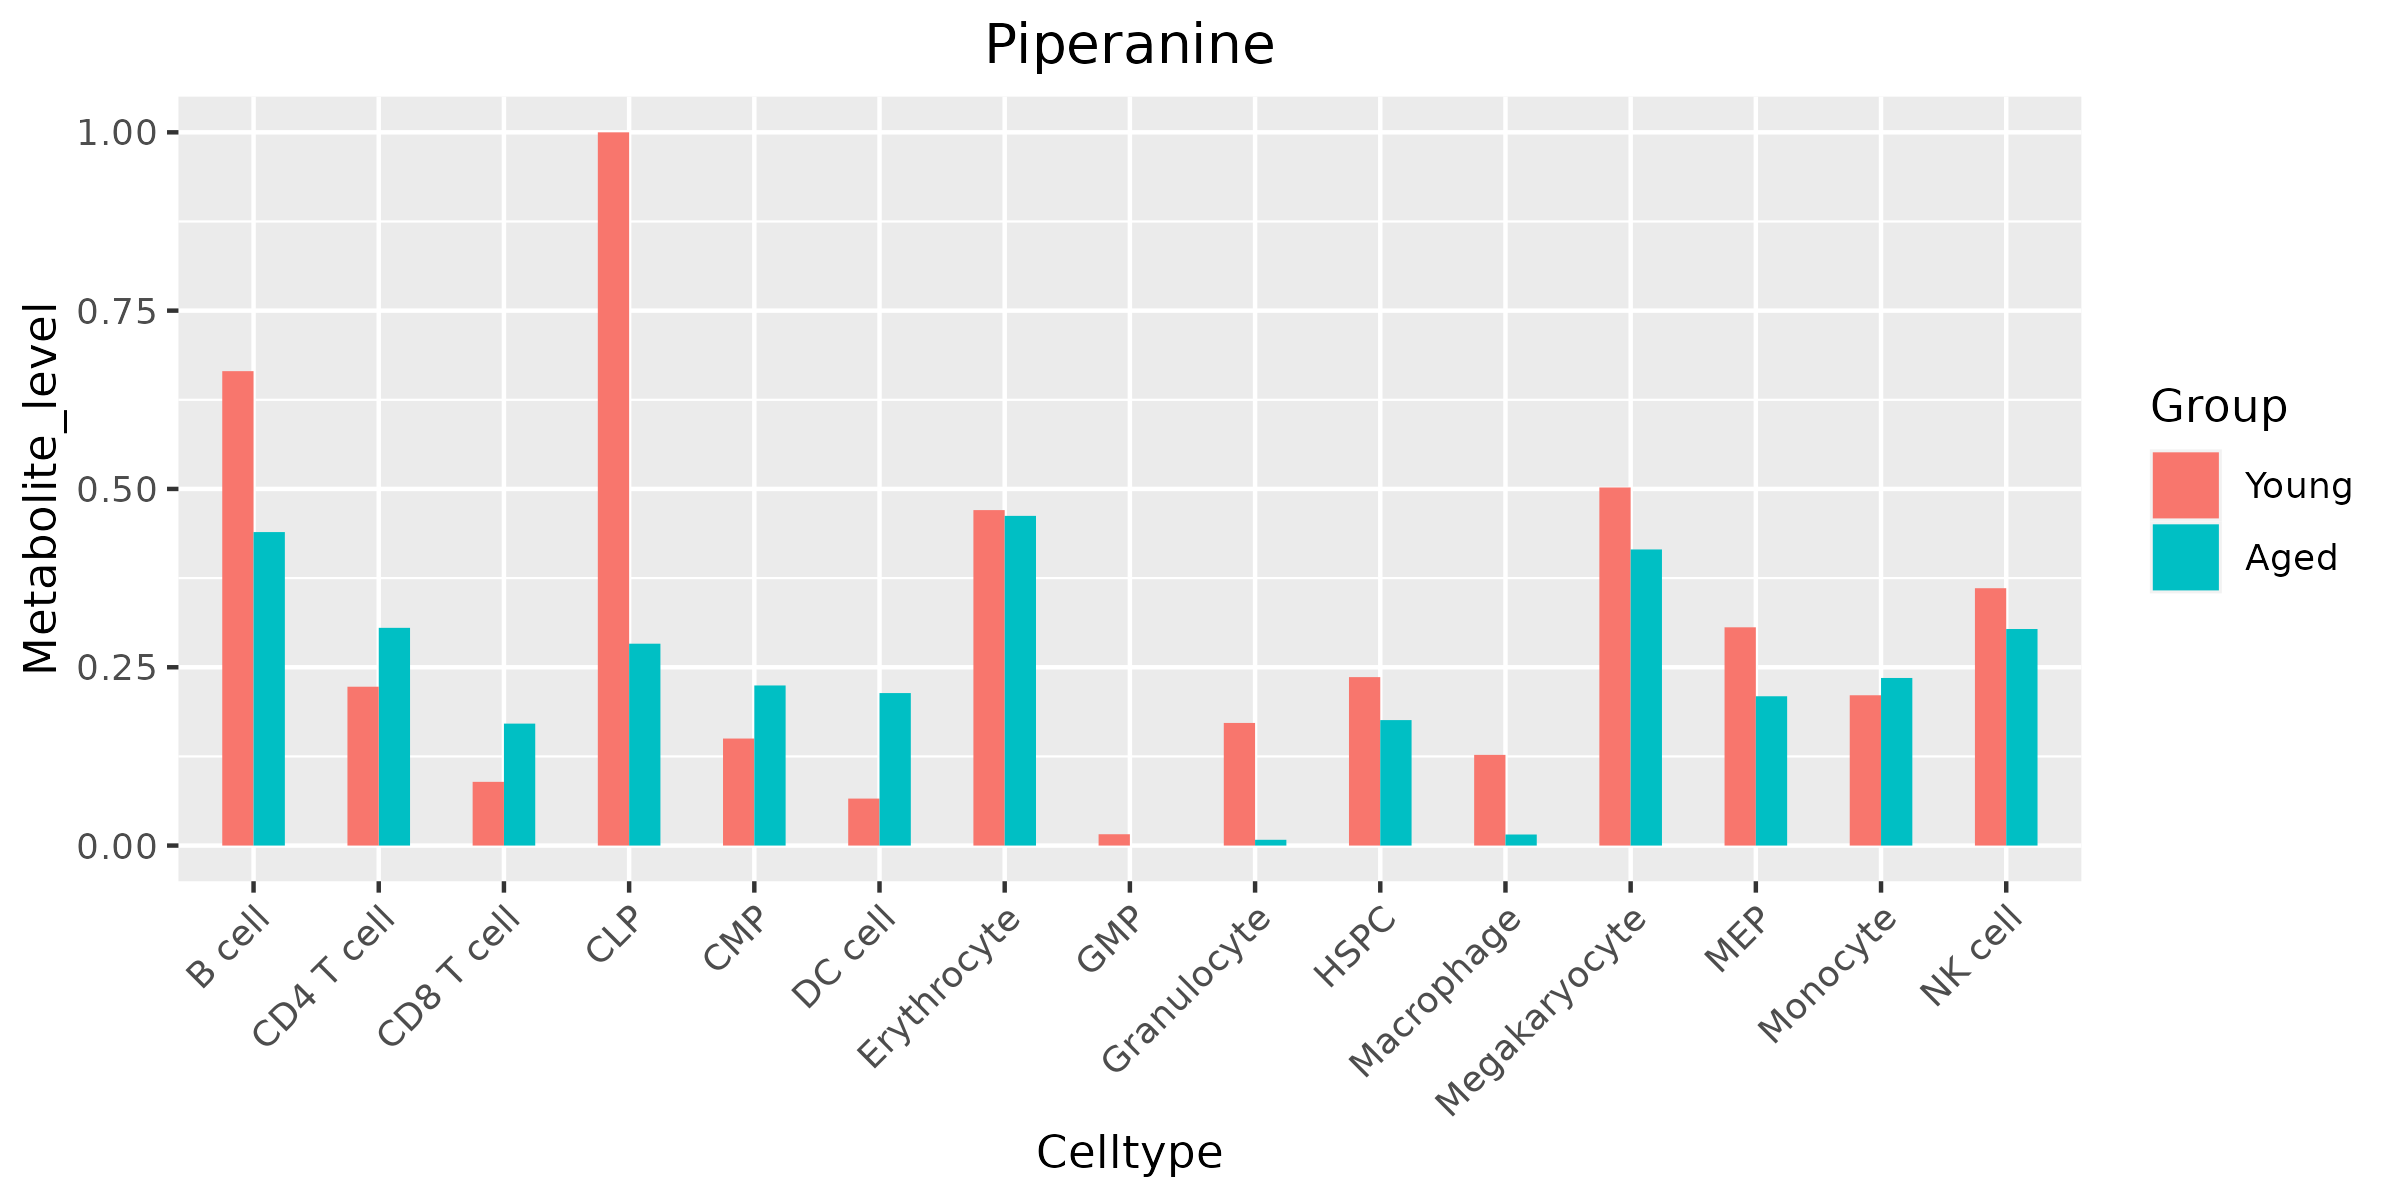 Piperanine
Metabolite_level
1.00
0.75
0.50
0.25
0.00
B cell
CD4 T cell
CD8 T cell
CLP
CMP
DC cell
Erythrocyte
GMP
Granulocyte
HSPC
Macrophage
Megakaryocyte
MEP
Monocyte
NK cell
Celltype
Group
Young
Aged